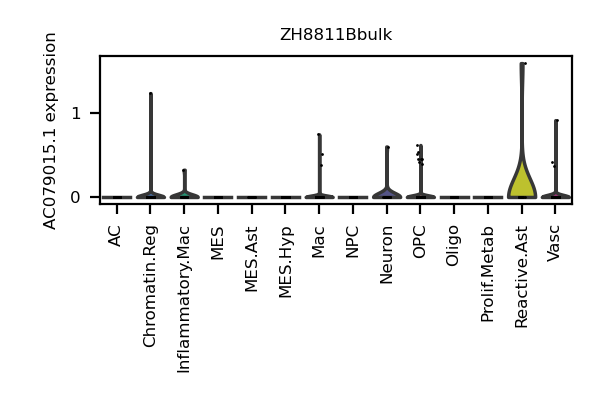 ZH8811Bbulk
AC079015.1 expression
1
0
AC
Chromatin.Reg
Inflammatory.Mac
MES
MES.Ast
MES.Hyp
Mac
NPC
Neuron
OPC
Oligo
Prolif.Metab
Reactive.Ast
Vasc